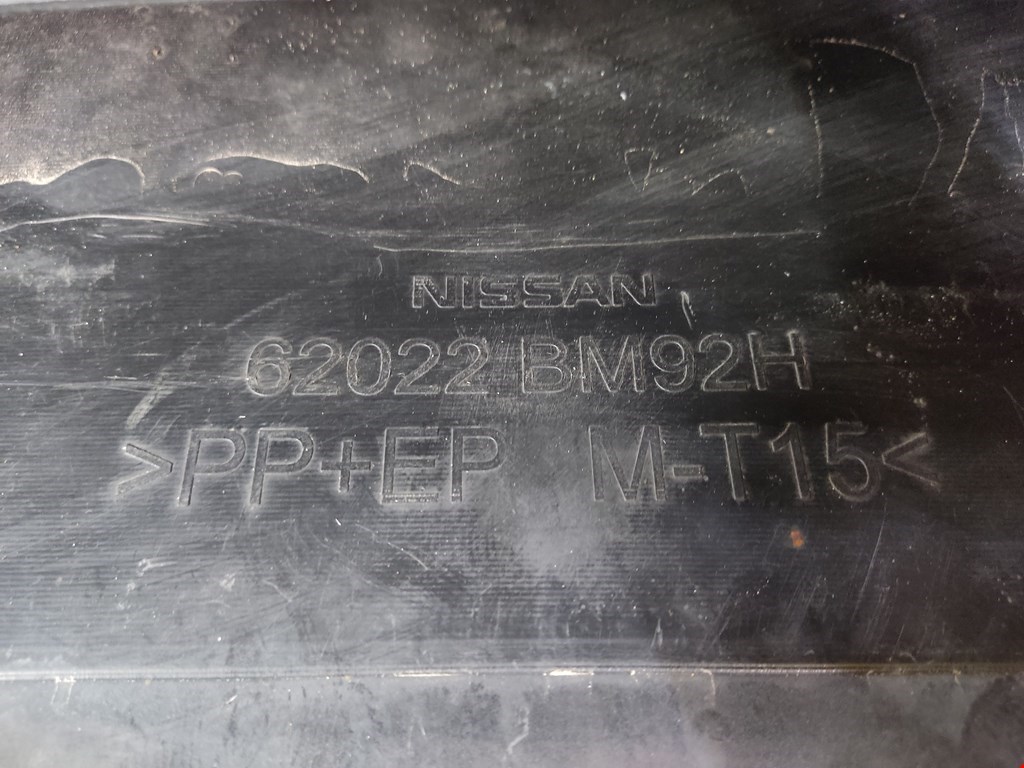 NISSAN
62022 BM92H
>PP+EP M-T15<